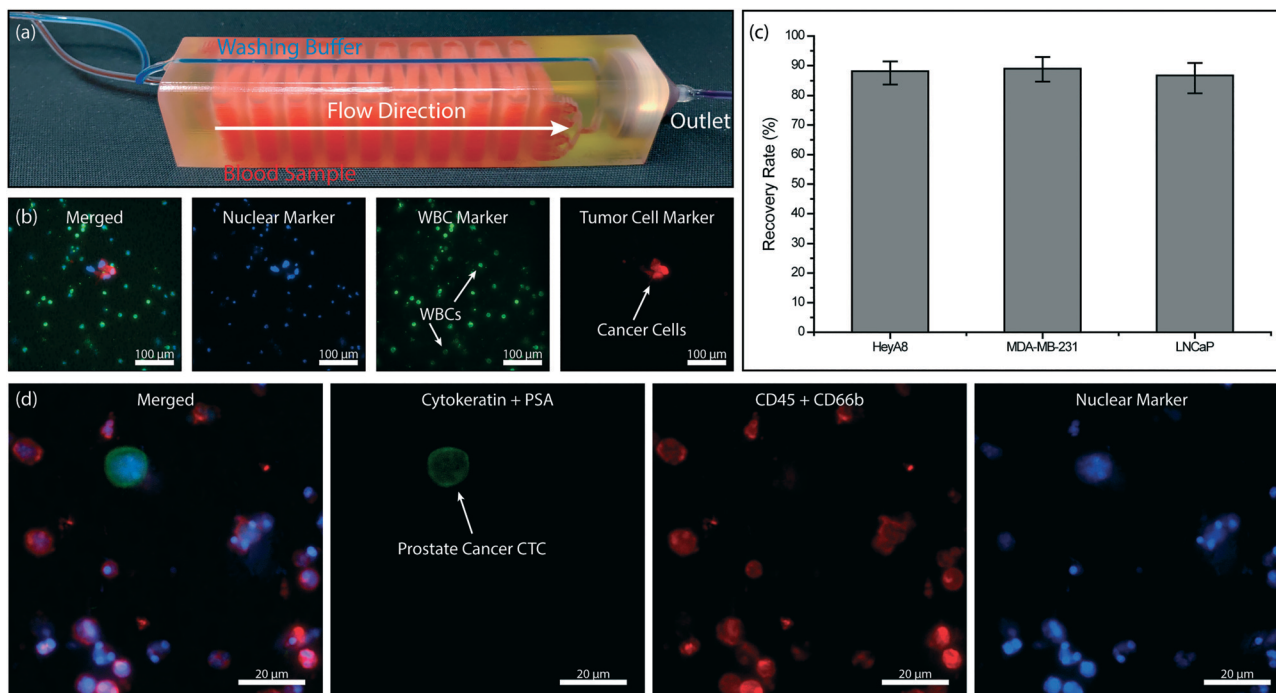 (a)
Washing Buffer
Flow Direction
Outlet
Blood Sample
(b)
Merged
Nuclear Marker
WBC Marker
Tumor Cell Marker
WBCs
Cancer Cells
100 µm
100 µm
100 µm
100 µm
(c)
Recovery Rate (%)
100
90
80
70
60
50
40
30
20
10
0
HeyA8
MDA-MB-231
LNCaP
(d)
Merged
Cytokeratin + PSA
CD45 + CD66b
Nuclear Marker
Prostate Cancer CTC
20 µm
20 µm
20 µm
20 µm